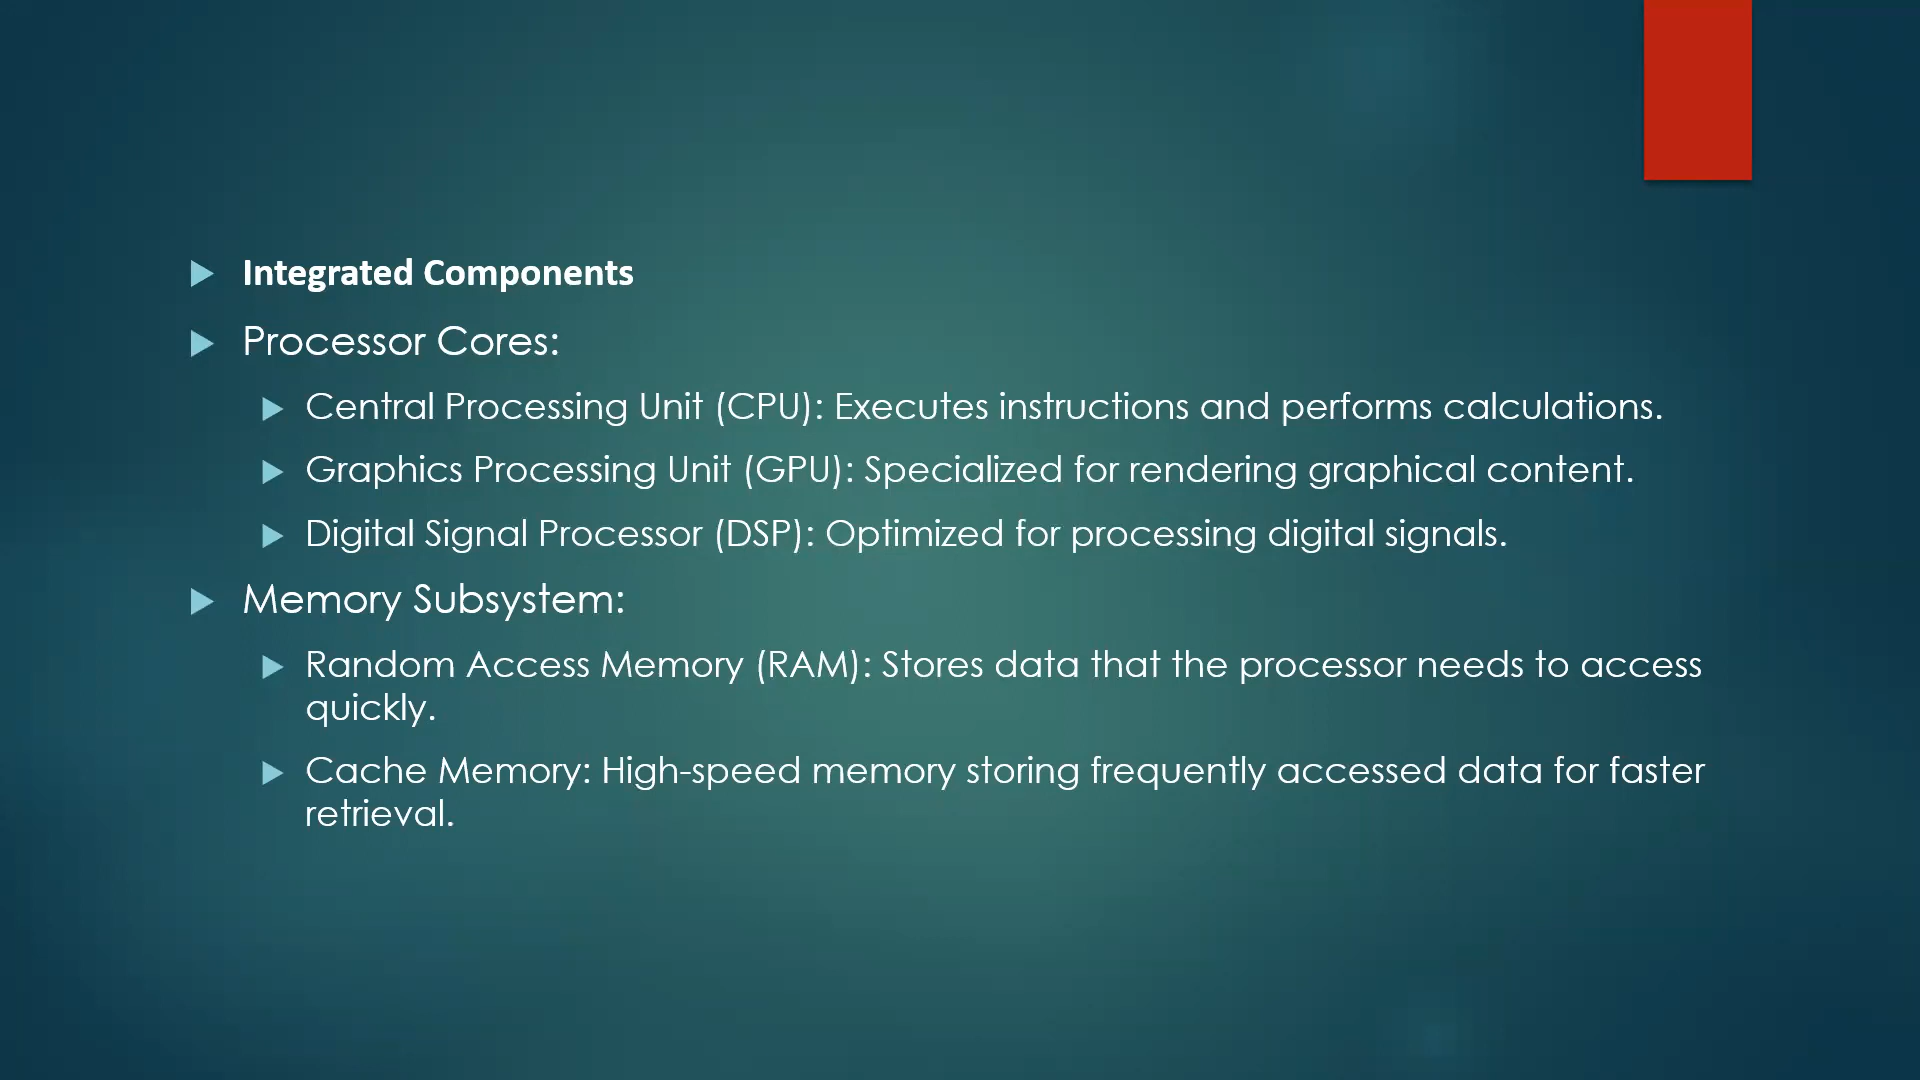 Integrated Components
Processor Cores:
Central Processing Unit (CPU): Executes instructions and performs calculations.
Graphics Processing Unit (GPU): Specialized for rendering graphical content.
Digital Signal Processor (DSP): Optimized for processing digital signals.
Memory Subsystem:
Random Access Memory (RAM): Stores data that the processor needs to access
quickly.
Cache Memory: High-speed memory storing frequently accessed data for faster
retrieval.